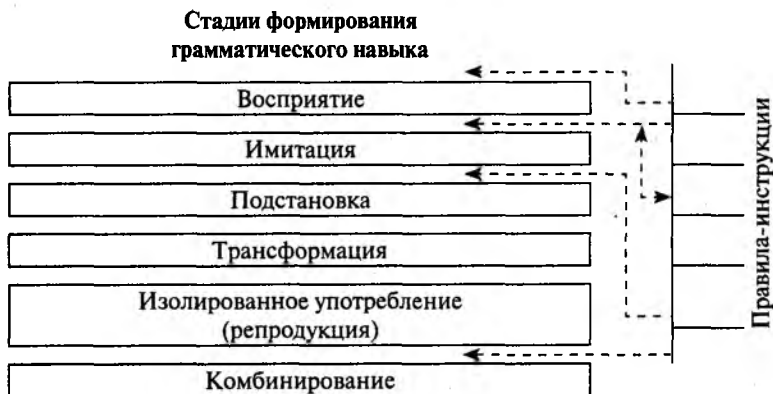 Стадии формирования
грамматического навыка
Восприятие
Имитация
Подстановка
Трансформация
Изолированное употребление
(репродукция)
Комбинирование
Правила-инструкции